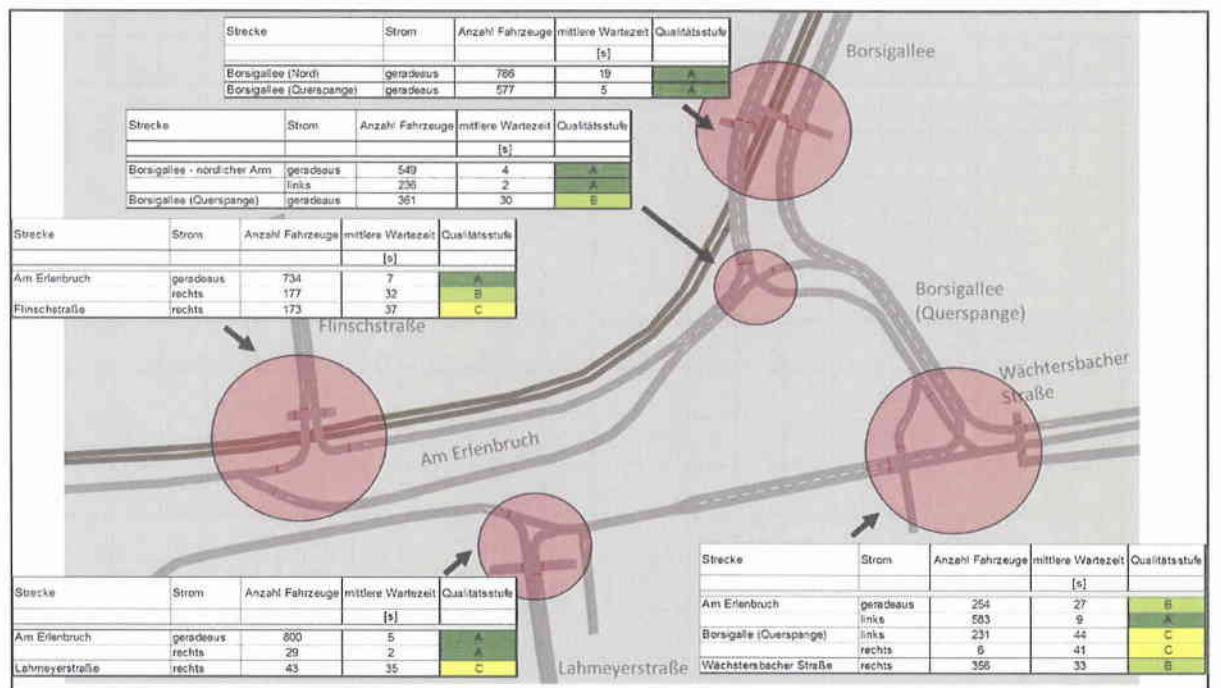 Strecke Strom Anzahl Fahrzeuge mittlere Wartezeit Qualitätsstufe
[s]
Borsigallee (Nord) geradeaus 786 19 A
Borsigallee (Querspange) geradeaus 577 5 A
Borsigallee
Strecke Strom Anzahl Fahrzeuge mittlere Wartezeit Qualitätsstufe
[s]
Borsigallee - nördlicher Arm geradeaus 549 4 A
links 236 2 A
Borsigallee (Querspange) geradeaus 361 30 B
Strecke Strom Anzahl Fahrzeuge mittlere Wartezeit Qualitätsstufe
[s]
Am Erlenbruch geradeaus 734 7 A
rechts 177 32 B
Flinschstraße rechts 173 37 C
Flinschstraße
Borsigallee
(Querspange)
Wächtersbacher
Straße
Am Erlenbruch
Strecke Strom Anzahl Fahrzeuge mittlere Wartezeit Qualitätsstufe
[s]
Am Erlenbruch geradeaus 800 5 A
rechts 29 2 A
Lahmeyerstraße rechts 43 35 C
Lahmeyerstraße
Strecke Strom Anzahl Fahrzeuge mittlere Wartezeit Qualitätsstufe
[s]
Am Erlenbruch geradeaus 254 27 B
links 583 9 A
Borsigalle (Querspange) links 231 44 C
rechts 6 41 C
Wächstersbacher Straße rechts 356 33 B